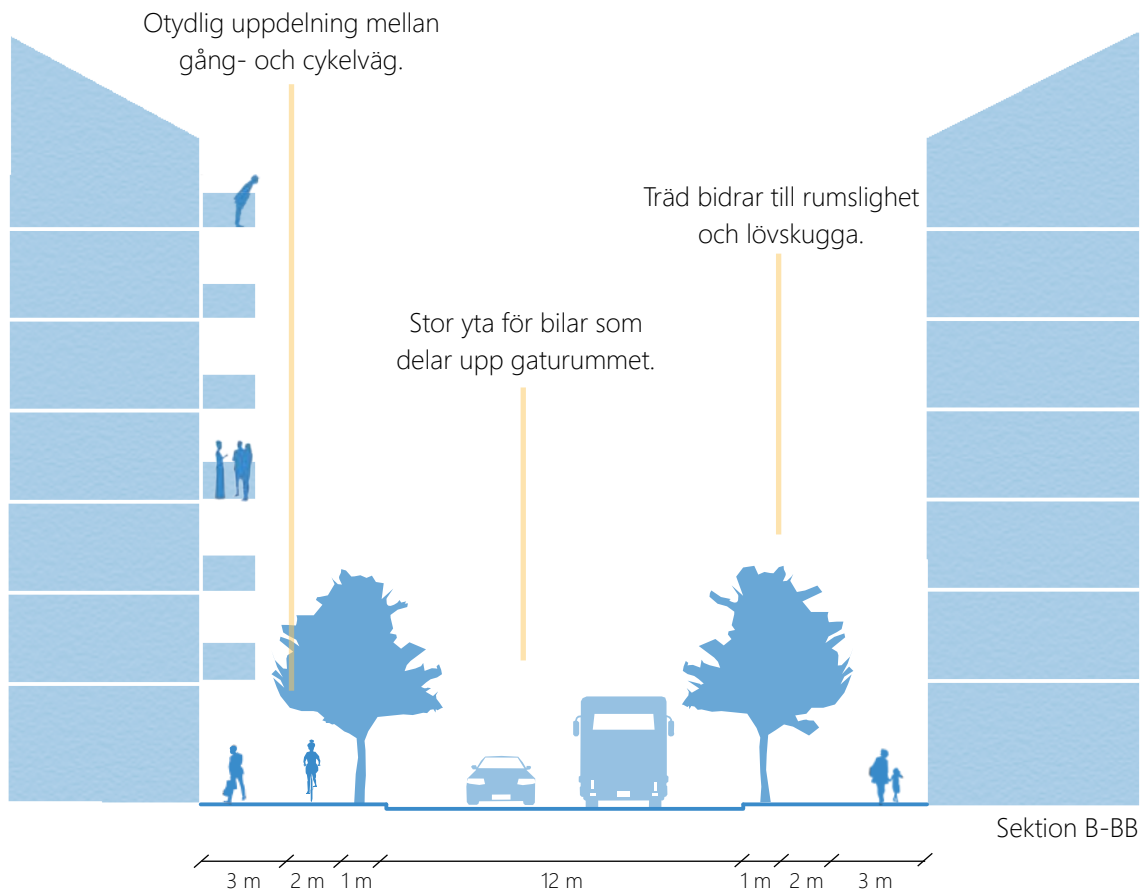 Otydlig uppdelning mellan
gång- och cykelväg.
Träd bidrar till rumslighet
och lövskugga.
Stor yta för bilar som
delar upp gaturummet.
Sektion B-BB
3 m 2 m 1 m 12 m 1 m 2 m 3 m